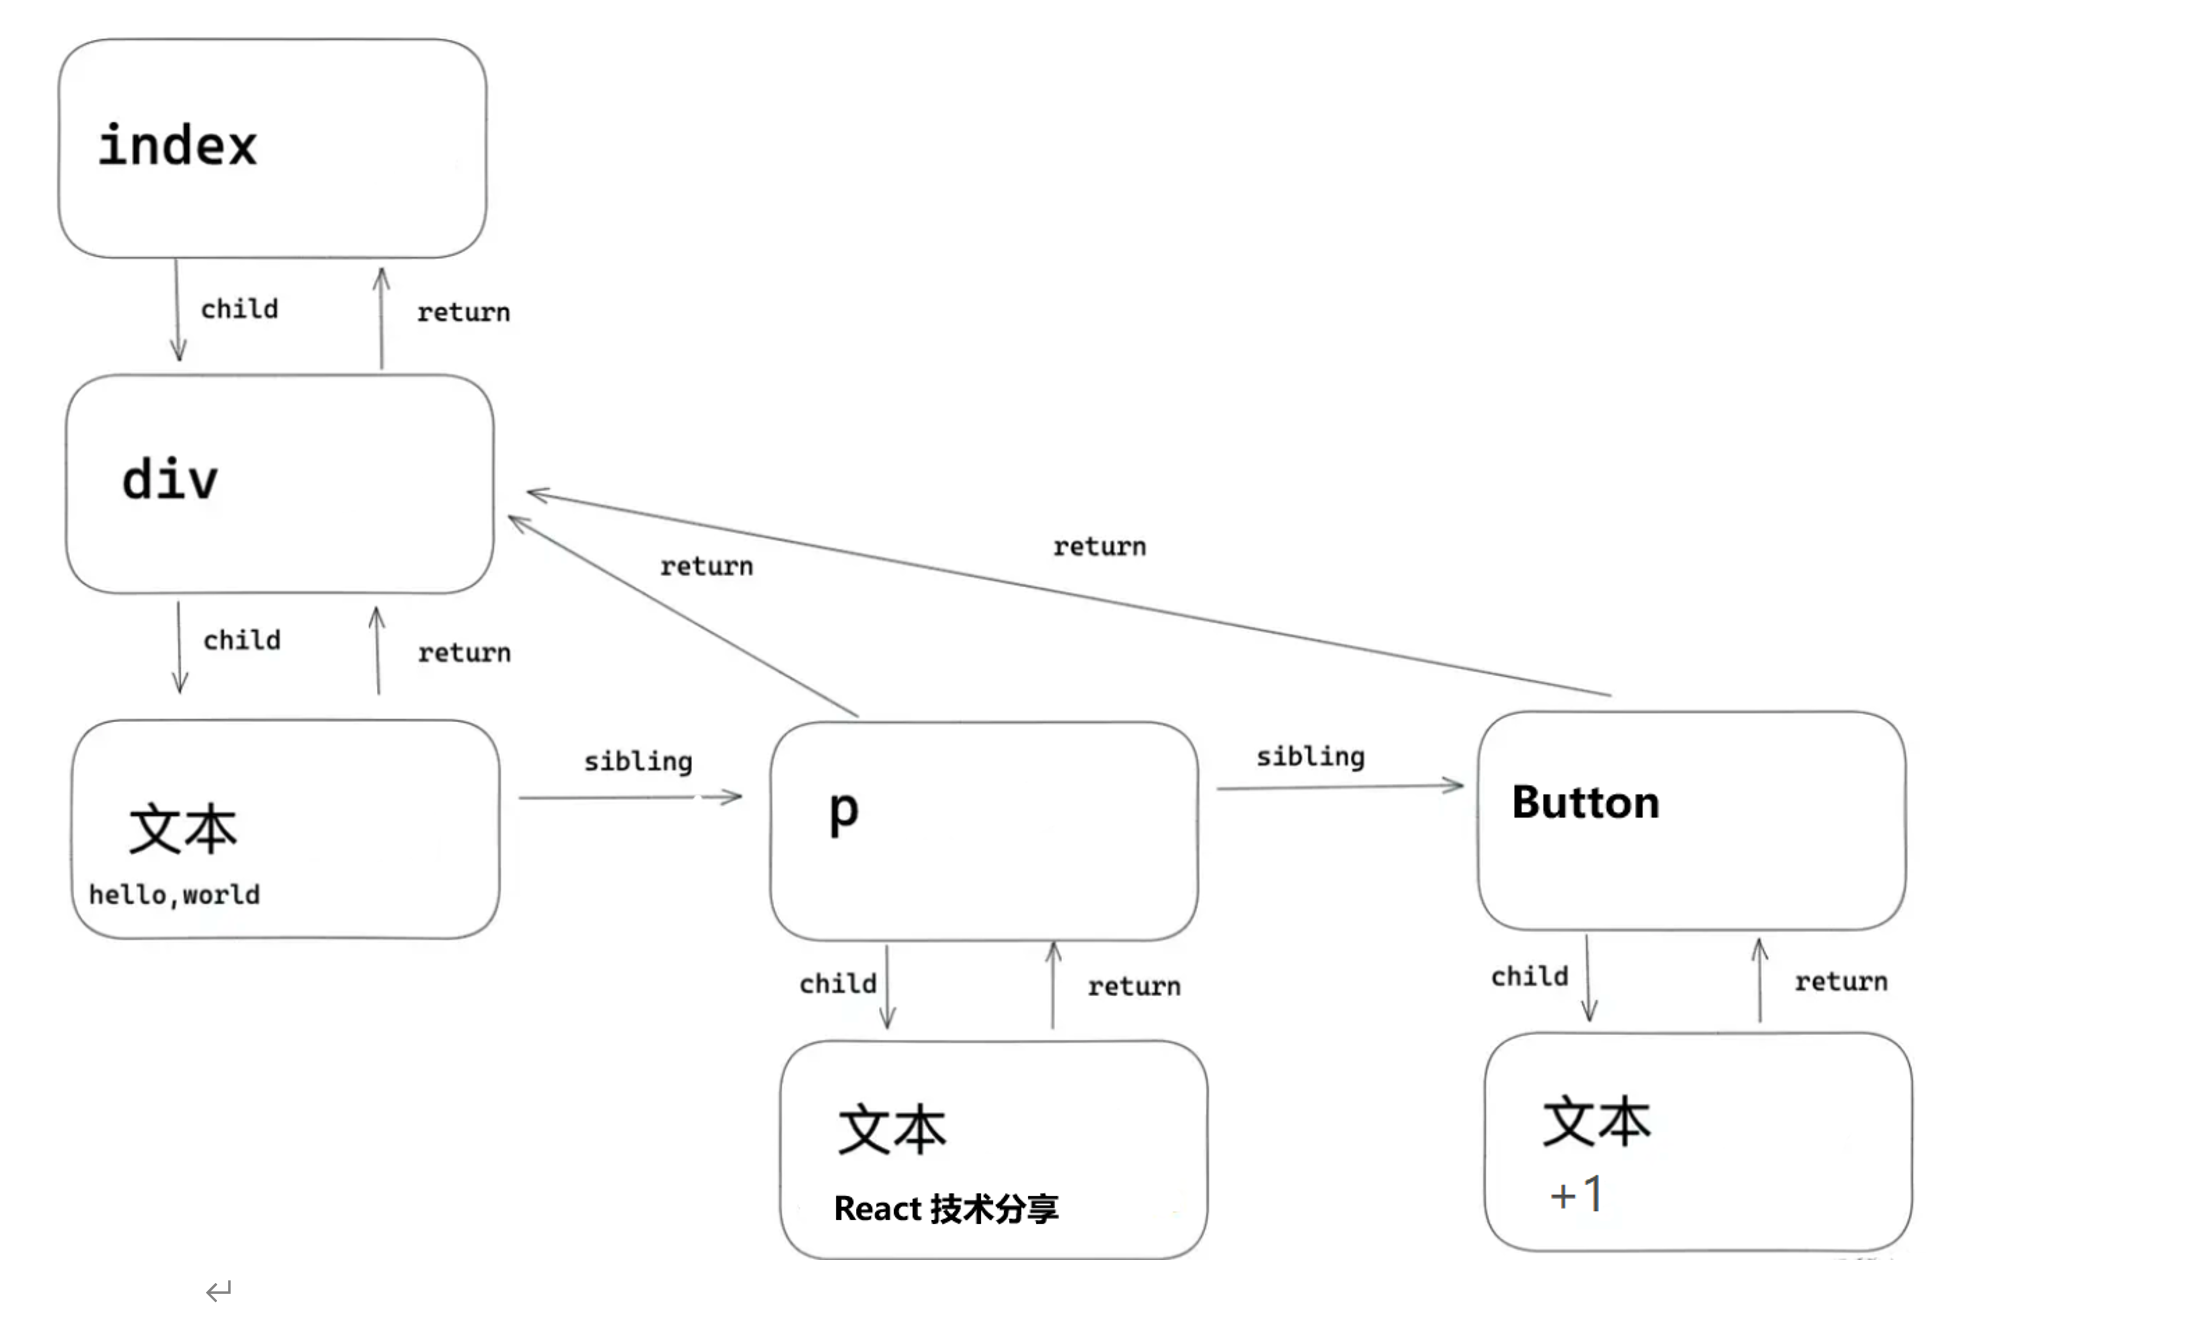 index
child
return
div
return
return
child
return
文本
hello,world
sibling
p
sibling
Button
child
return
child
return
文本
React 技术分享
文本
+1